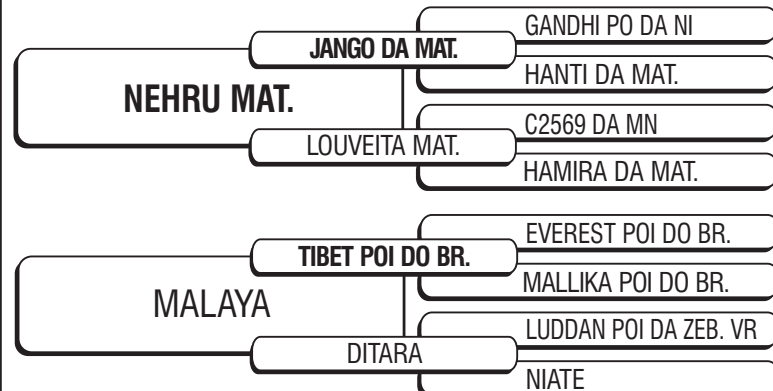 GANDHI PO DA NI
JANGO DA MAT.
HANTI DA MAT.
NEHRU MAT.
C2569 DA MN
LOUVEITA MAT.
HAMIRA DA MAT.
EVEREST POI DO BR.
TIBET POI DO BR.
MALLIKA POI DO BR.
MALAYA
LUDDAN POI DA ZEB. VR
DITARA
NIATE